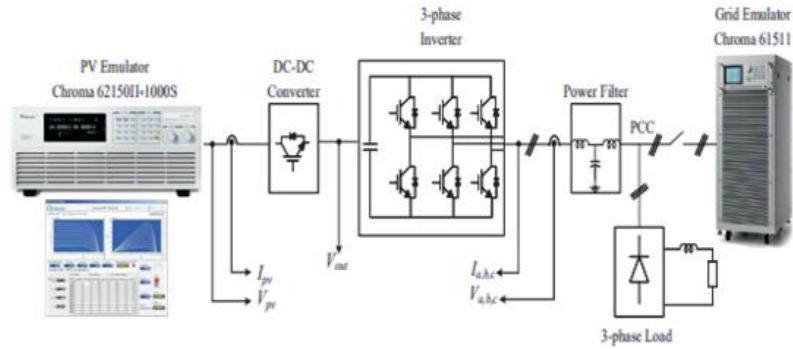 3-phase
Inverter
Grid Emulator
Chroma 61511
PV Emulator
Chroma 62150H-1000S
DC-DC
Converter
Power Filter
PCC
V_out
I_pv
V_pv
I_a,b,c
V_a,b,c
3-phase Load